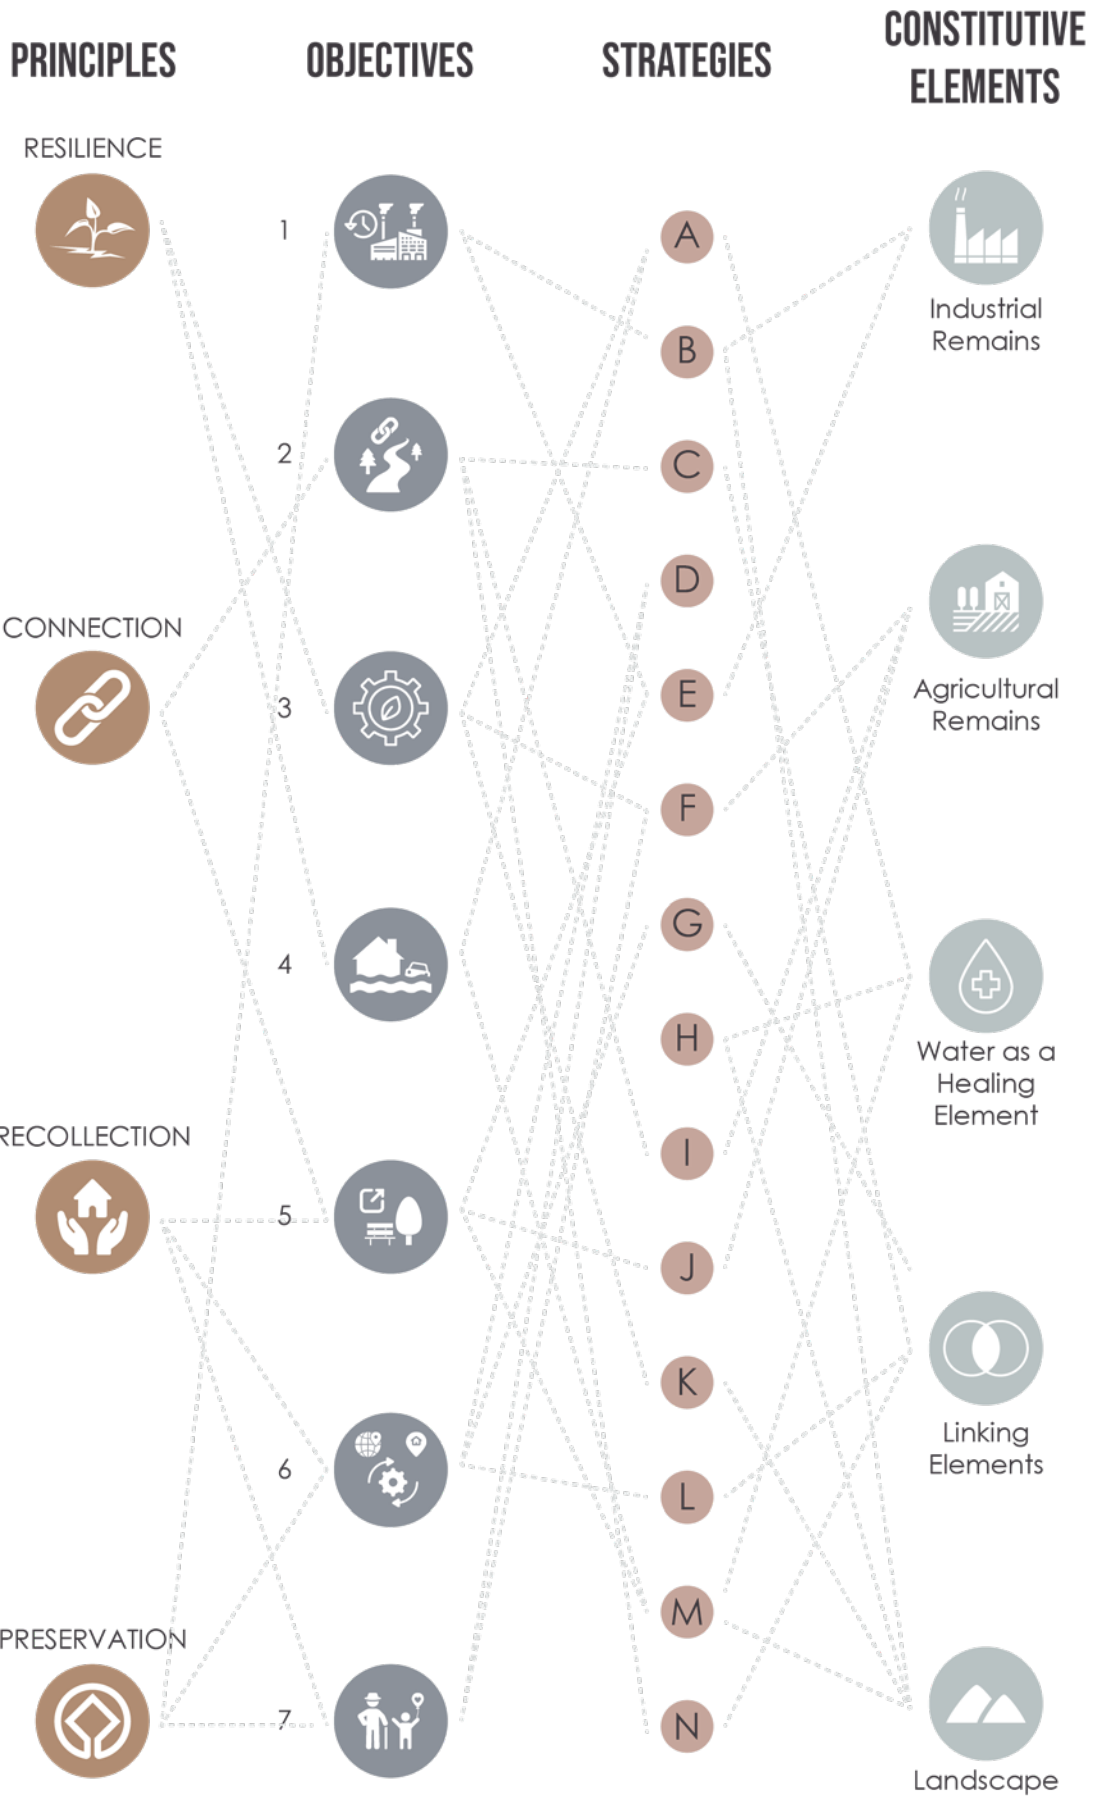 PRINCIPLES
OBJECTIVES
STRATEGIES
CONSTITUTIVE
ELEMENTS
RESILIENCE
CONNECTION
RECOLLECTION
PRESERVATION
1
2
3
4
5
6
7
A
B
C
D
E
F
G
H
I
J
K
L
M
N
Industrial
Remains
Agricultural
Remains
Water as a
Healing
Element
Linking
Elements
Landscape